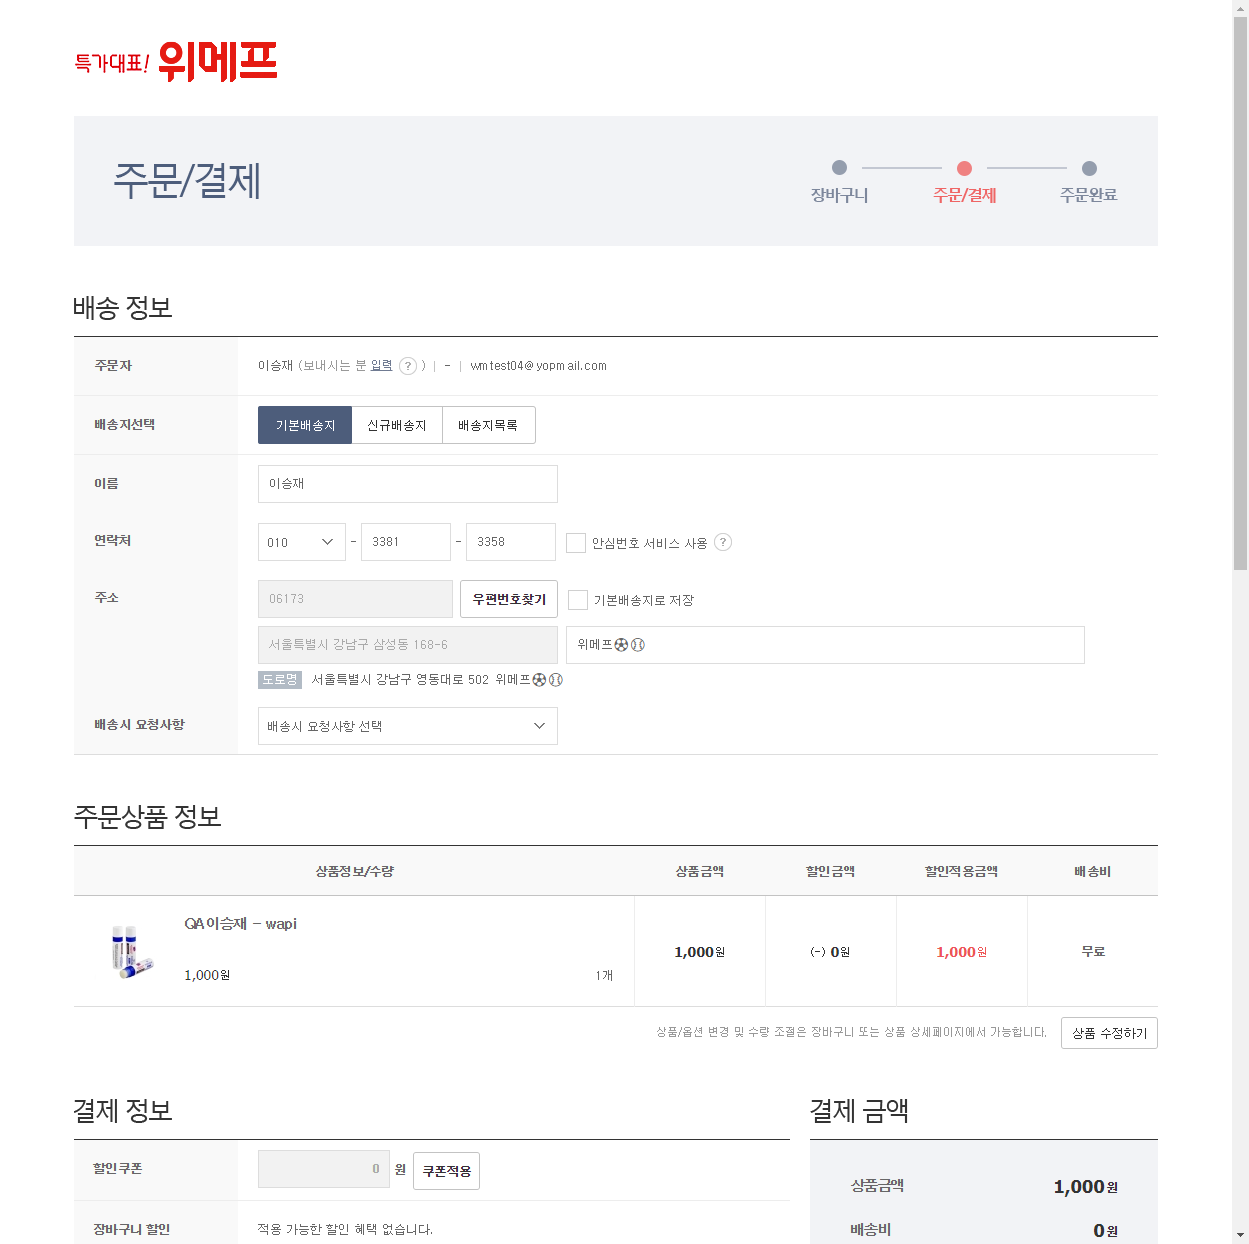 특가대표! 위메프
주문/결제
장바구니 주문/결제 주문완료
배송 정보
주문자 이승재 (보내시는 분 입력 ? ) | - | wmtest04@yopmail.com
배송지선택 기본배송지 신규배송지 배송지목록
이름 이승재
연락처 010 - 3381 - 3358 안심번호 서비스 사용 ?
주소 06173 우편번호찾기 기본배송지로 저장
서울특별시 강남구 삼성동 168-6 위메프⚽⚾
도로명 서울특별시 강남구 영동대로 502 위메프⚽⚾
배송시 요청사항 배송시 요청사항 선택
주문상품 정보
상품정보/수량 상품금액 할인금액 할인적용금액 배송비
QA이승재 - wapi
1,000원 (-) 0원 1,000원 무료
1,000원 1개
상품/옵션 변경 및 수량 조절은 장바구니 또는 상품 상세페이지에서 가능합니다. 상품 수정하기
결제 정보 결제 금액
할인쿠폰 0 원 쿠폰적용
상품금액 1,000원
장바구니 할인 적용 가능한 할인 혜택 없습니다.
배송비 0원